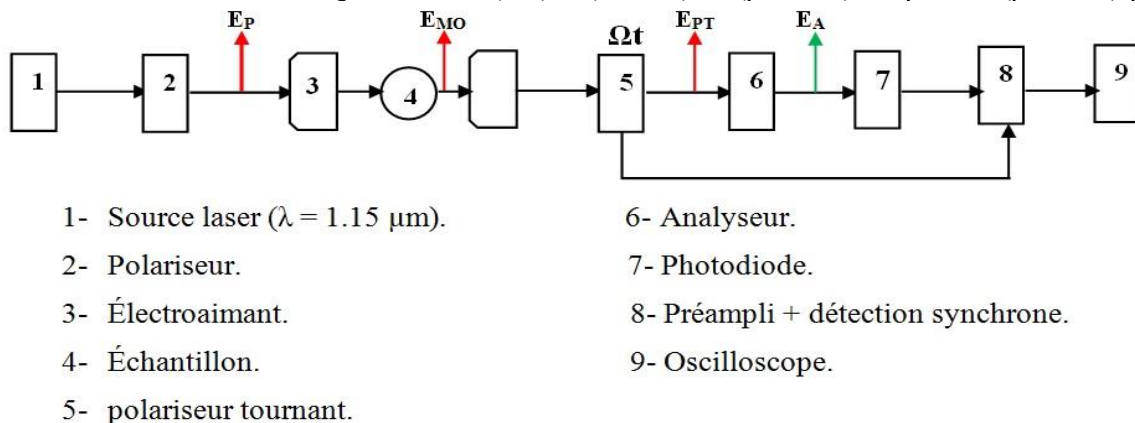 E_P E_MO Ωt E_PT E_A
1 2 3 4 5 6 7 8 9
1- Source laser (λ = 1.15 μm).
2- Polariseur.
3- Électroaimant.
4- Échantillon.
5- polariseur tournant.
6- Analyseur.
7- Photodiode.
8- Préampli + détection synchrone.
9- Oscilloscope.